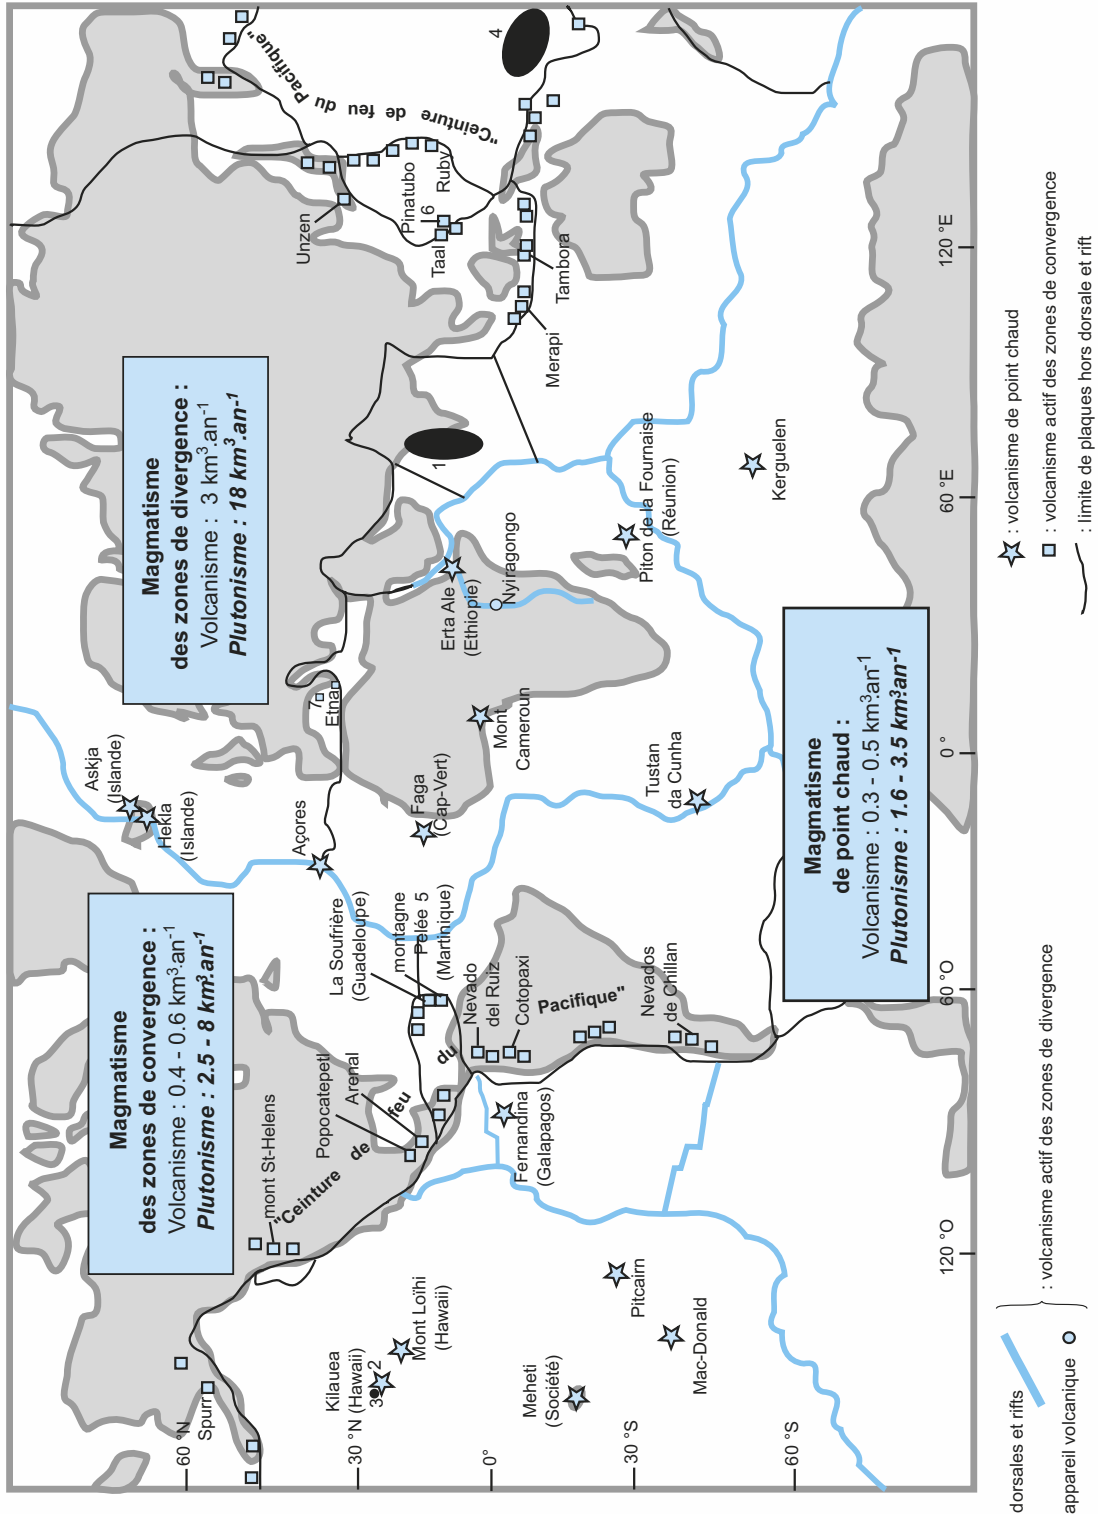 Magmatisme
des zones de convergence :
Volcanisme : 0.4 - 0.6 km³.an⁻¹
Plutonisme : 2.5 - 8 km³.an⁻¹
Magmatisme
des zones de divergence :
Volcanisme : 3 km³.an⁻¹
Plutonisme : 18 km³.an⁻¹
Magmatisme
de point chaud :
Volcanisme : 0.3 - 0.5 km³.an⁻¹
Plutonisme : 1.6 - 3.5 km³.an⁻¹
60 °N
30 °N
0°
30 °S
60 °S
120 °O
60 °O
0 °
60 °E
120 °E
Spurr
mont St-Helens
"Ceinture de feu du Pacifique"
Popocatepetl
Arenal
Kilauea
(Hawaii)
2
3
Mont Loïhi
(Hawaii)
Meheti
(Société)
Mac-Donald
Pitcairn
Fernandina
(Galapagos)
La Soufrière
(Guadeloupe)
montagne
Pelée 5
(Martinique)
Nevado
del Ruiz
Cotopaxi
Nevados
de Chillan
Askja
(Islande)
Hekla
(Islande)
Açores
Faga
(Cap-Vert)
Mont
Cameroun
Tustan
da Cunha
7
Etna
Erta Ale
(Ethiopie)
Nyiragongo
Piton de la Fournaise
(Réunion)
Kerguelen
1
Unzen
Pinatubo
6
Taal
Ruby
Merapi
Tambora
"Ceinture de feu du Pacifique"
4
dorsales et rifts
appareil volcanique
: volcanisme actif des zones de divergence
: volcanisme de point chaud
: volcanisme actif des zones de convergence
: limite de plaques hors dorsale et rift